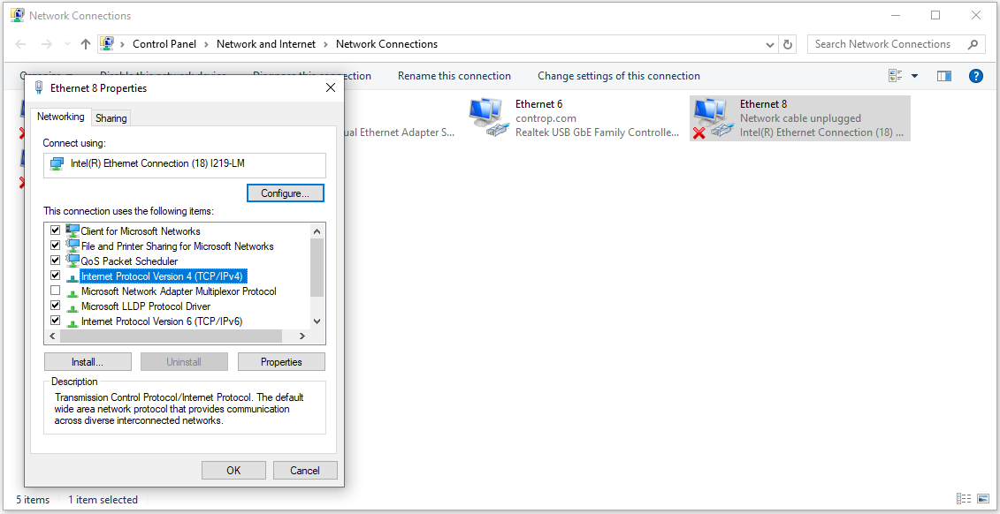 Network Connections
Control Panel > Network and Internet > Network Connections
Search Network Connections
Rename this connection
Change settings of this connection
Ethernet 8 Properties
Networking
Sharing
Connect using:
Intel(R) Ethernet Connection (18) I219-LM
Configure...
This connection uses the following items:
Client for Microsoft Networks
File and Printer Sharing for Microsoft Networks
QoS Packet Scheduler
Internet Protocol Version 4 (TCP/IPv4)
Microsoft Network Adapter Multiplexor Protocol
Microsoft LLDP Protocol Driver
Internet Protocol Version 6 (TCP/IPv6)
Install...
Uninstall
Properties
Description
Transmission Control Protocol/Internet Protocol. The default
wide area network protocol that provides communication
across diverse interconnected networks.
OK
Cancel
Ethernet Adapter S...
Ethernet 6
controp.com
Realtek USB GbE Family Controlle...
Ethernet 8
Network cable unplugged
Intel(R) Ethernet Connection (18) ...
5 items
1 item selected